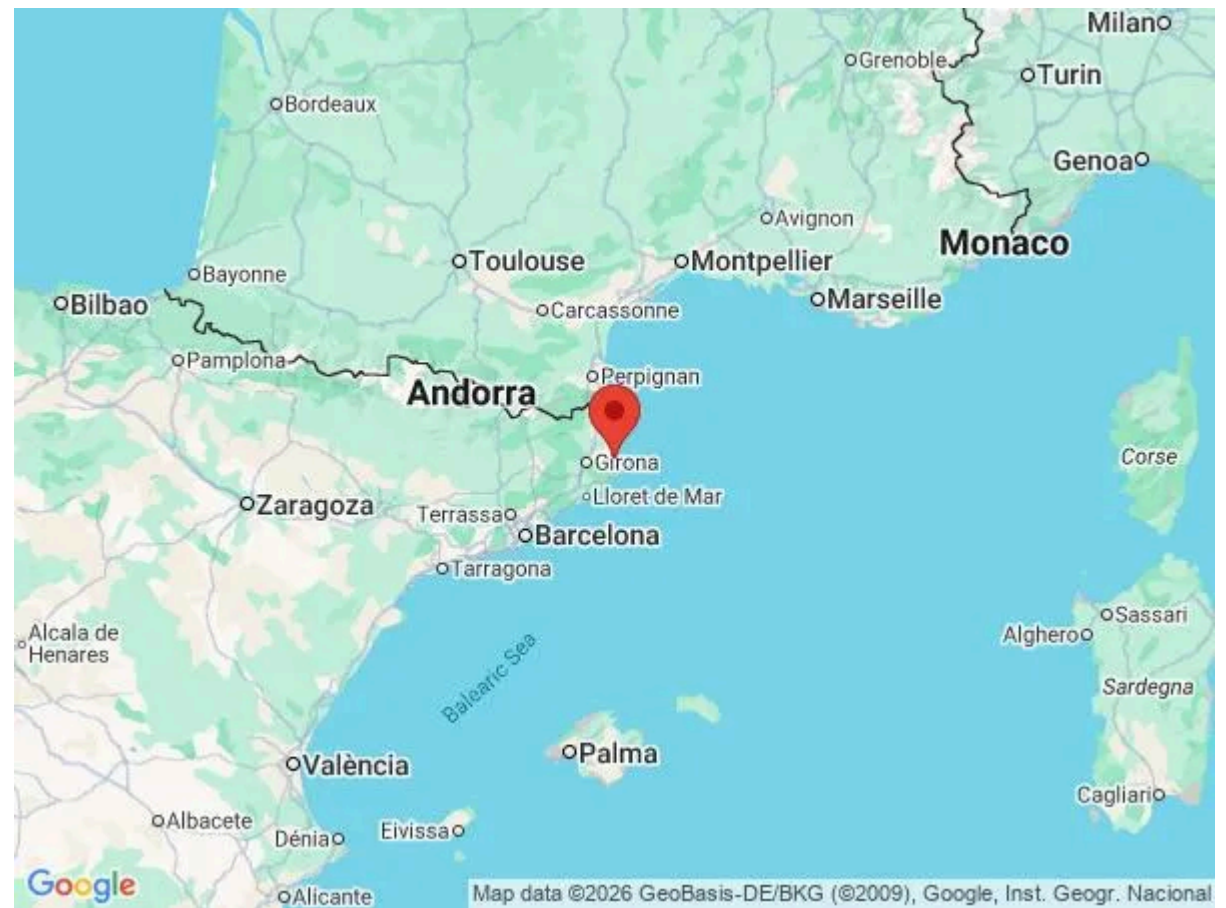 Milan
Grenoble
Turin
Bordeaux
Genoa
Avignon
Monaco
Toulouse
Montpellier
Bayonne
Marseille
Bilbao
Carcassonne
Pamplona
Perpignan
Andorra
Corse
Girona
Lloret de Mar
Zaragoza
Terrassa
Barcelona
Tarragona
Sassari
Alghero
Alcala de
Henares
Balearic Sea
Sardegna
Palma
València
Cagliari
Albacete
Eivissa
Dénia
Google
Alicante
Map data ©2026 GeoBasis-DE/BKG (©2009), Google, Inst. Geogr. Nacional